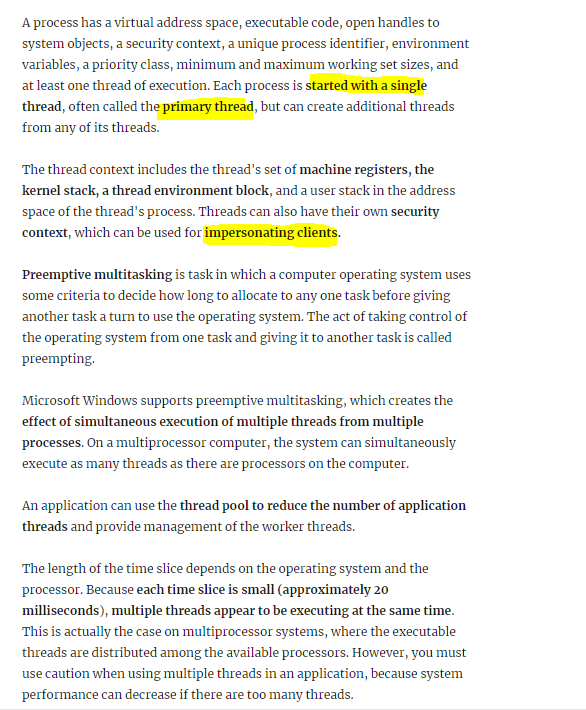 A process has a virtual address space, executable code, open handles to
system objects, a security context, a unique process identifier, environment
variables, a priority class, minimum and maximum working set sizes, and
at least one thread of execution. Each process is started with a single
thread, often called the primary thread, but can create additional threads
from any of its threads.
The thread context includes the thread's set of machine registers, the
kernel stack, a thread environment block, and a user stack in the address
space of the thread's process. Threads can also have their own security
context, which can be used for impersonating clients.
Preemptive multitasking is task in which a computer operating system uses
some criteria to decide how long to allocate to any one task before giving
another task a turn to use the operating system. The act of taking control of
the operating system from one task and giving it to another task is called
preempting.
Microsoft Windows supports preemptive multitasking, which creates the
effect of simultaneous execution of multiple threads from multiple
processes. On a multiprocessor computer, the system can simultaneously
execute as many threads as there are processors on the computer.
An application can use the thread pool to reduce the number of application
threads and provide management of the worker threads.
The length of the time slice depends on the operating system and the
processor. Because each time slice is small (approximately 20
milliseconds), multiple threads appear to be executing at the same time.
This is actually the case on multiprocessor systems, where the executable
threads are distributed among the available processors. However, you must
use caution when using multiple threads in an application, because system
performance can decrease if there are too many threads.